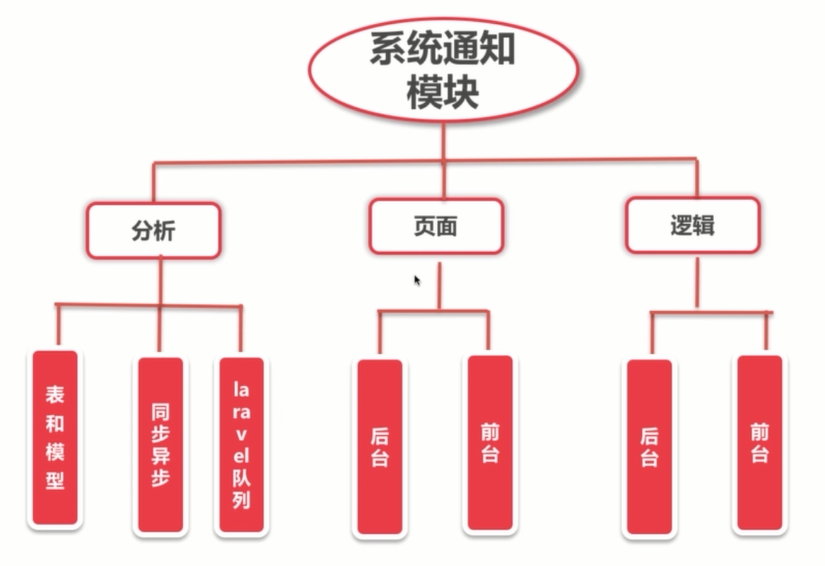 系统通知
模块
分析
页面
逻辑
表
和
模
型
同
步
异
步
la
ra
v
el
队
列
后
台
前
台
后
台
前
台